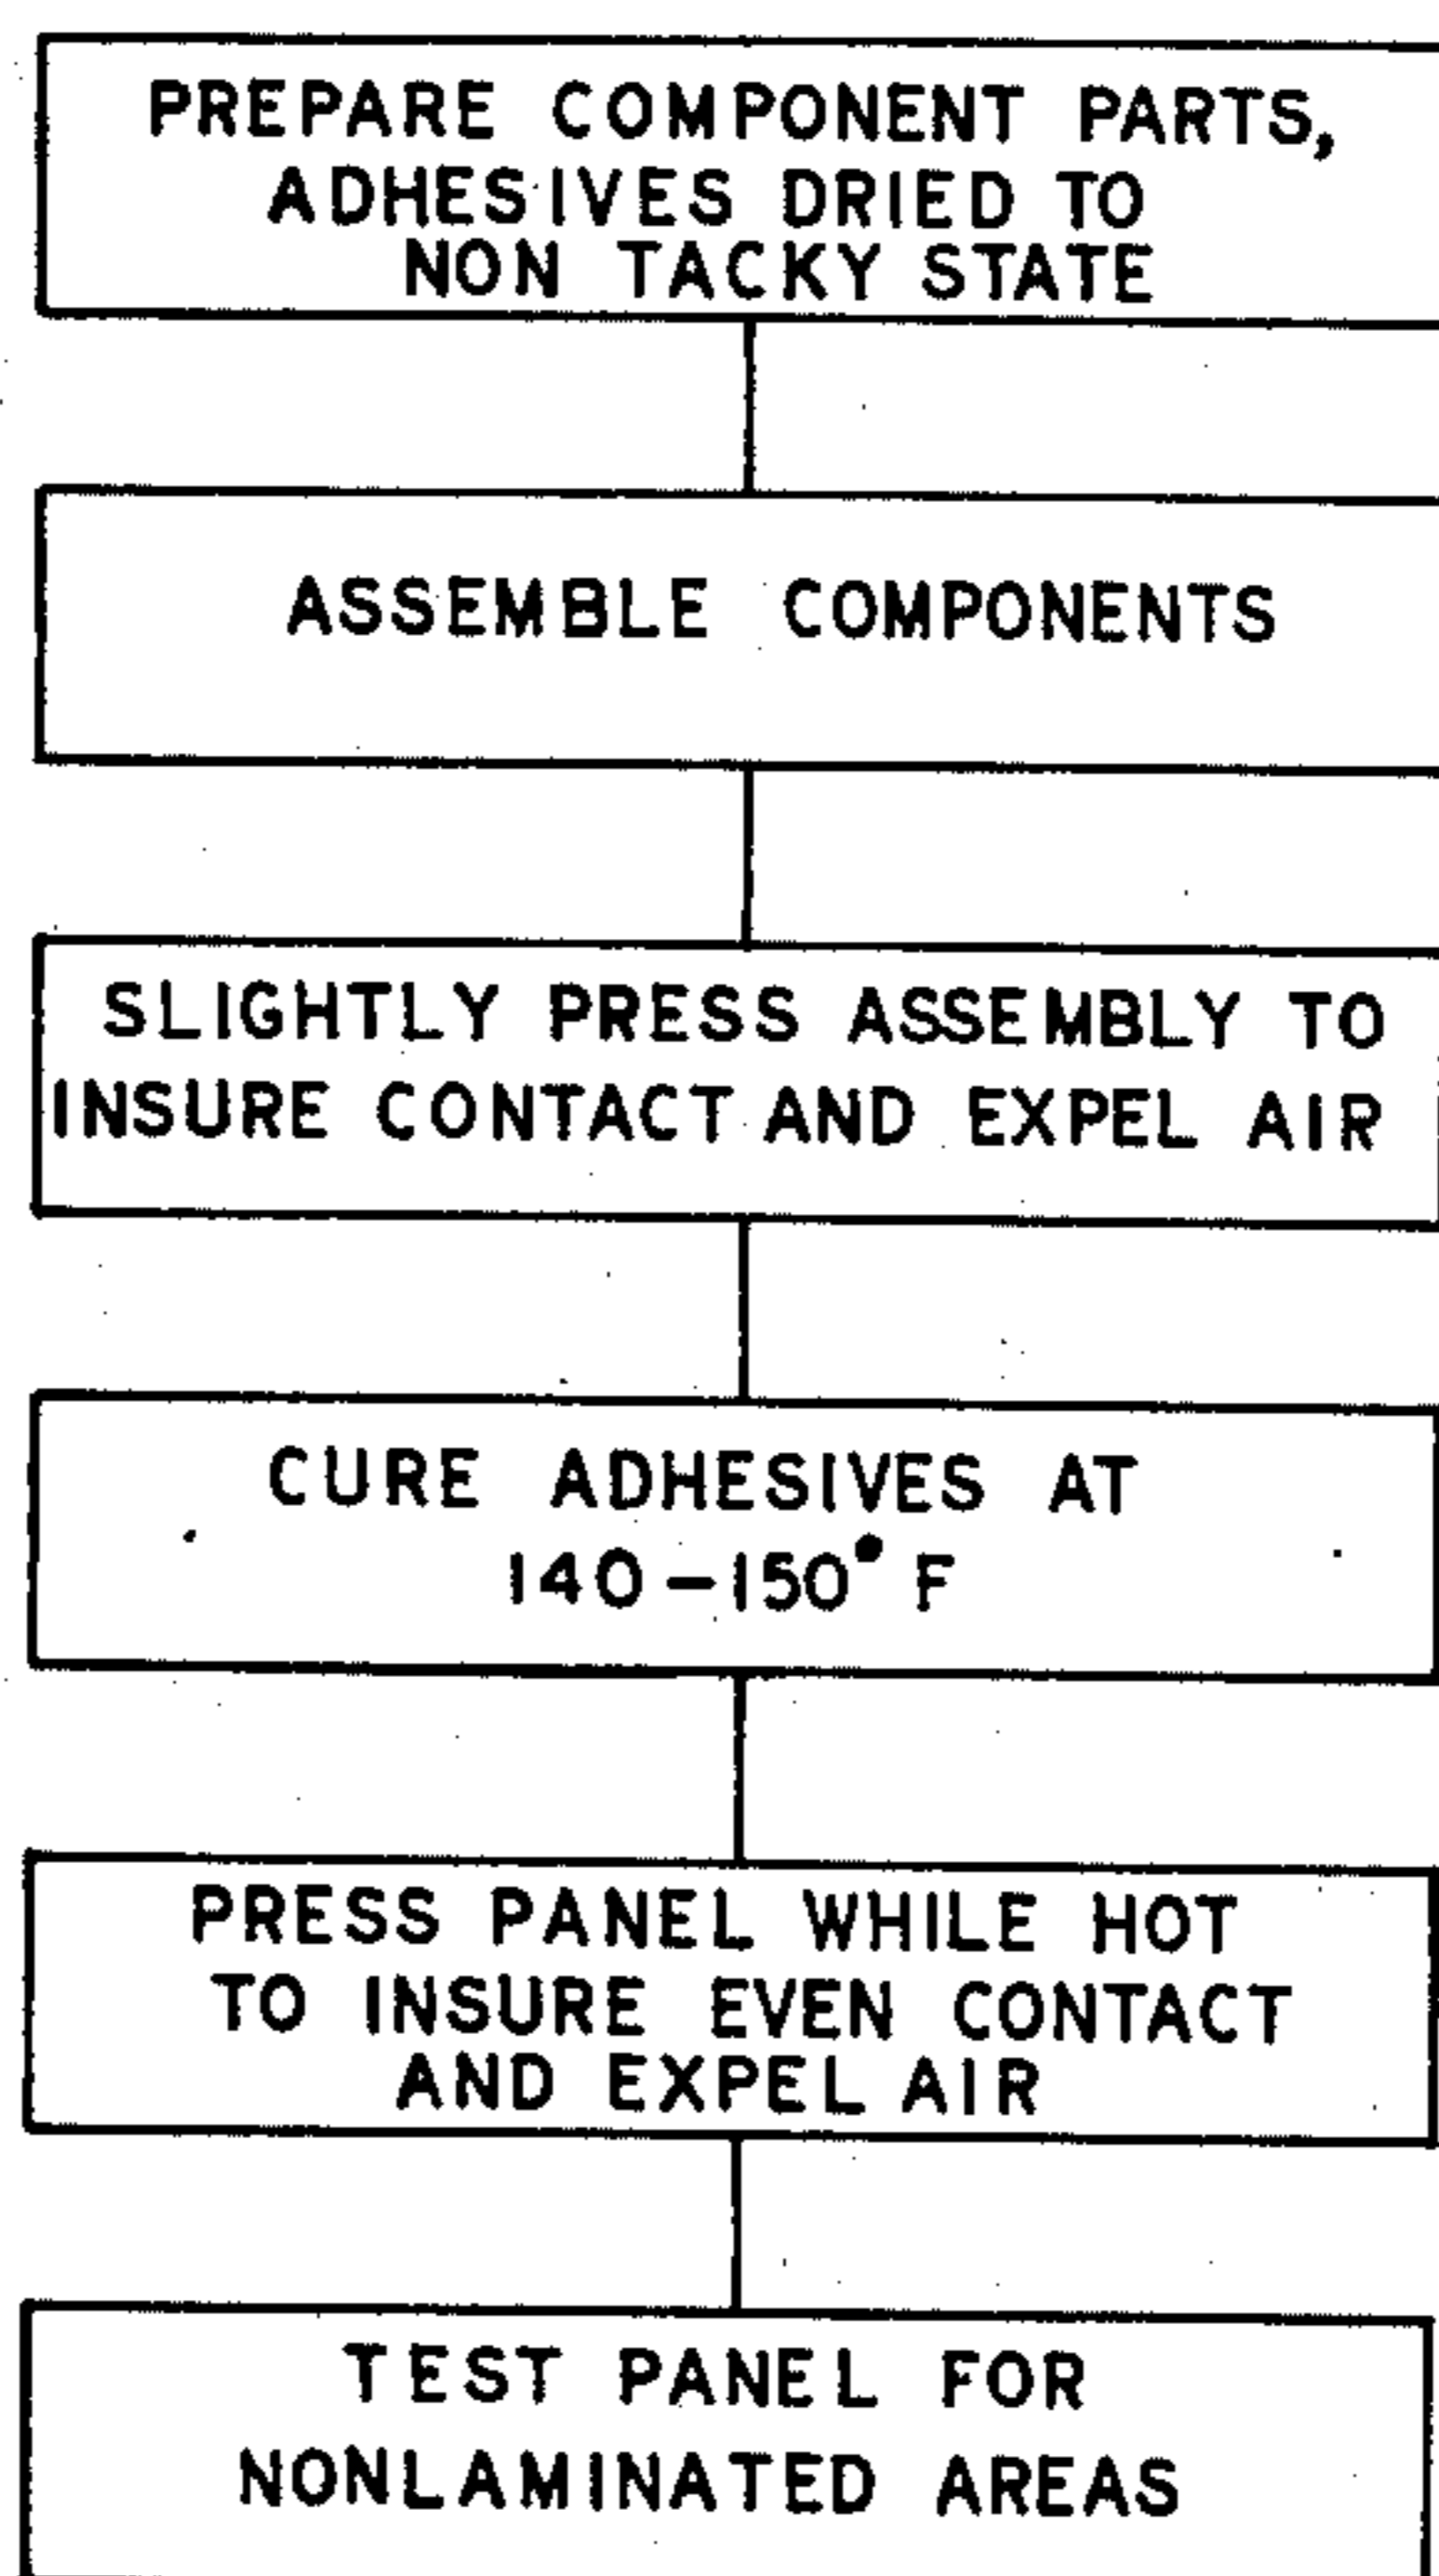 PREPARE COMPONENT PARTS,
ADHESIVES DRIED TO
NON TACKY STATE
ASSEMBLE COMPONENTS
SLIGHTLY PRESS ASSEMBLY TO
INSURE CONTACT AND EXPEL AIR
CURE ADHESIVES AT
140-150° F
PRESS PANEL WHILE HOT
TO INSURE EVEN CONTACT
AND EXPEL AIR
TEST PANEL FOR
NONLAMINATED AREAS